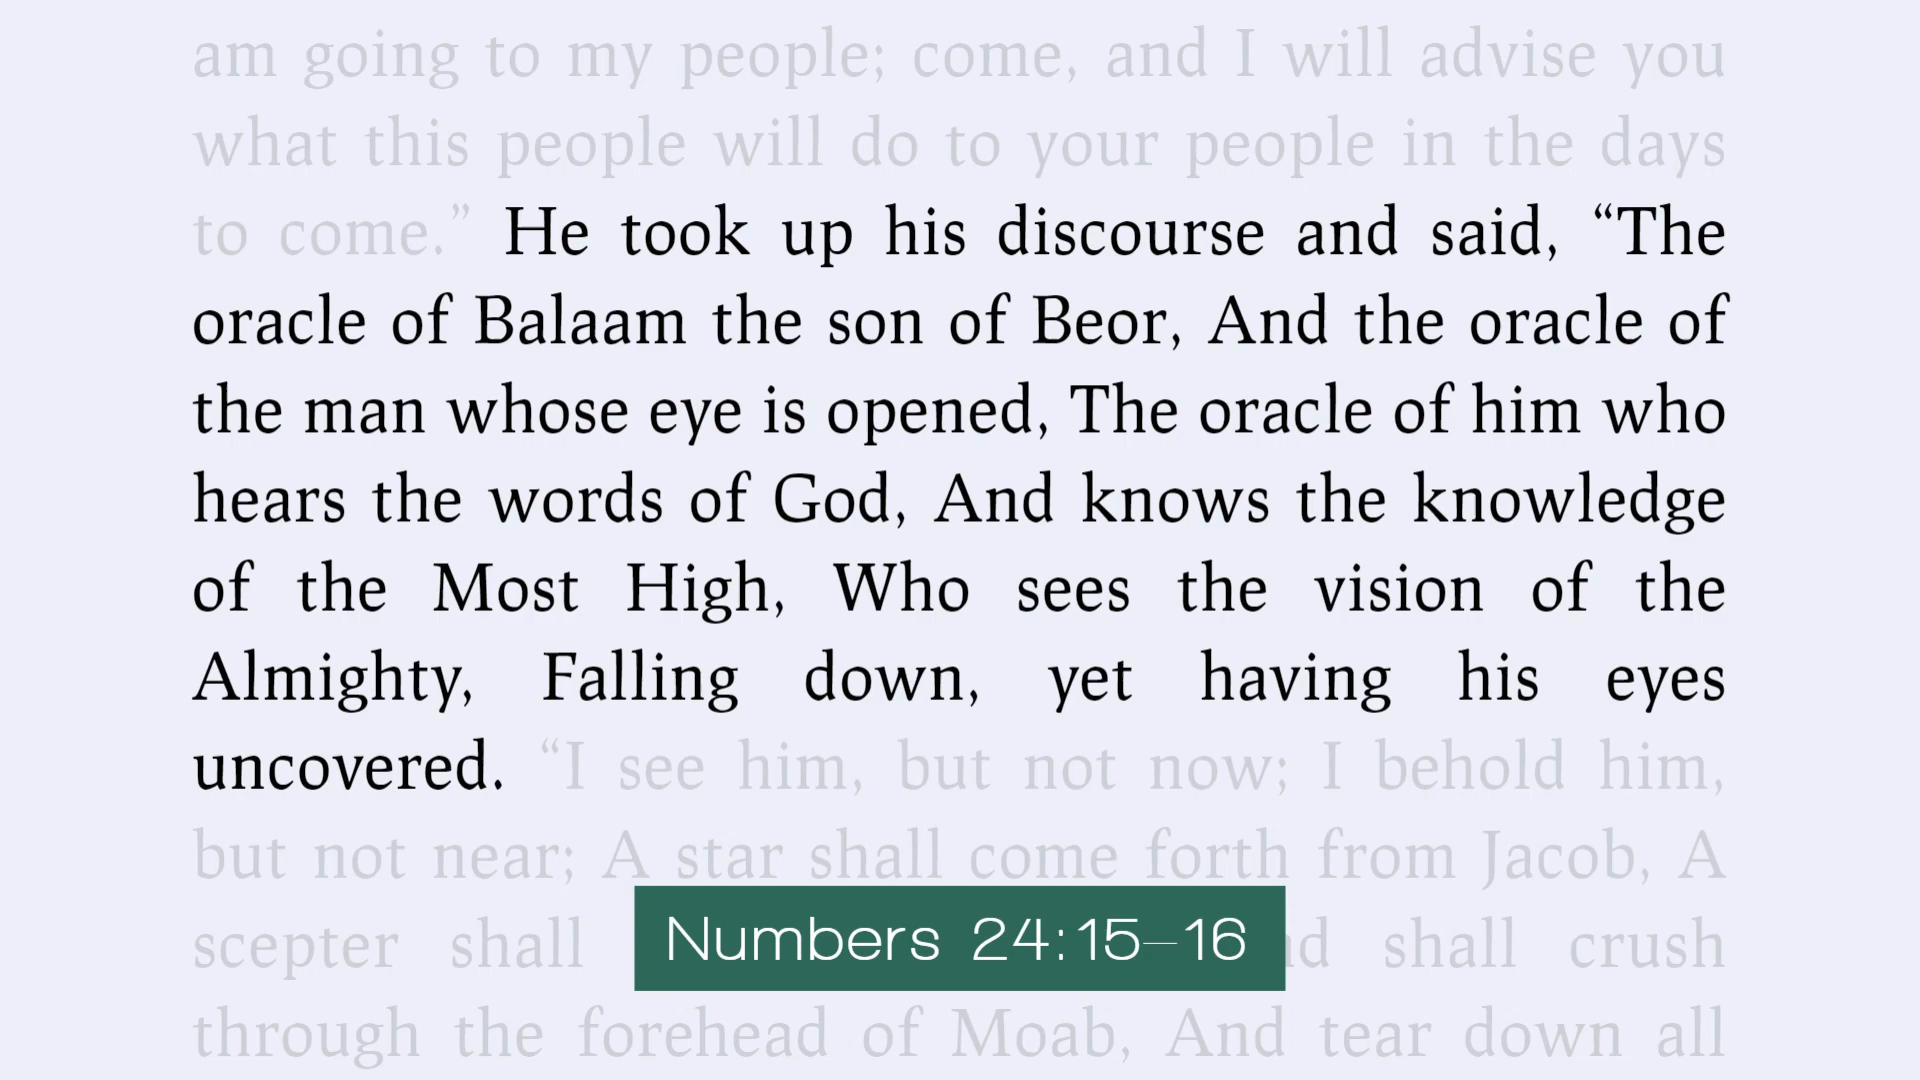 am going to my people; come, and I will advise you
what this people will do to your people in the days
to come.” He took up his discourse and said, “The
oracle of Balaam the son of Beor, And the oracle of
the man whose eye is opened, The oracle of him who
hears the words of God, And knows the knowledge
of the Most High, Who sees the vision of the
Almighty, Falling down, yet having his eyes
uncovered. “I see him, but not now; I behold him,
but not near; A star shall come forth from Jacob, A
scepter shall shall crush
Numbers 24:15–16
through the forehead of Moab, And tear down all